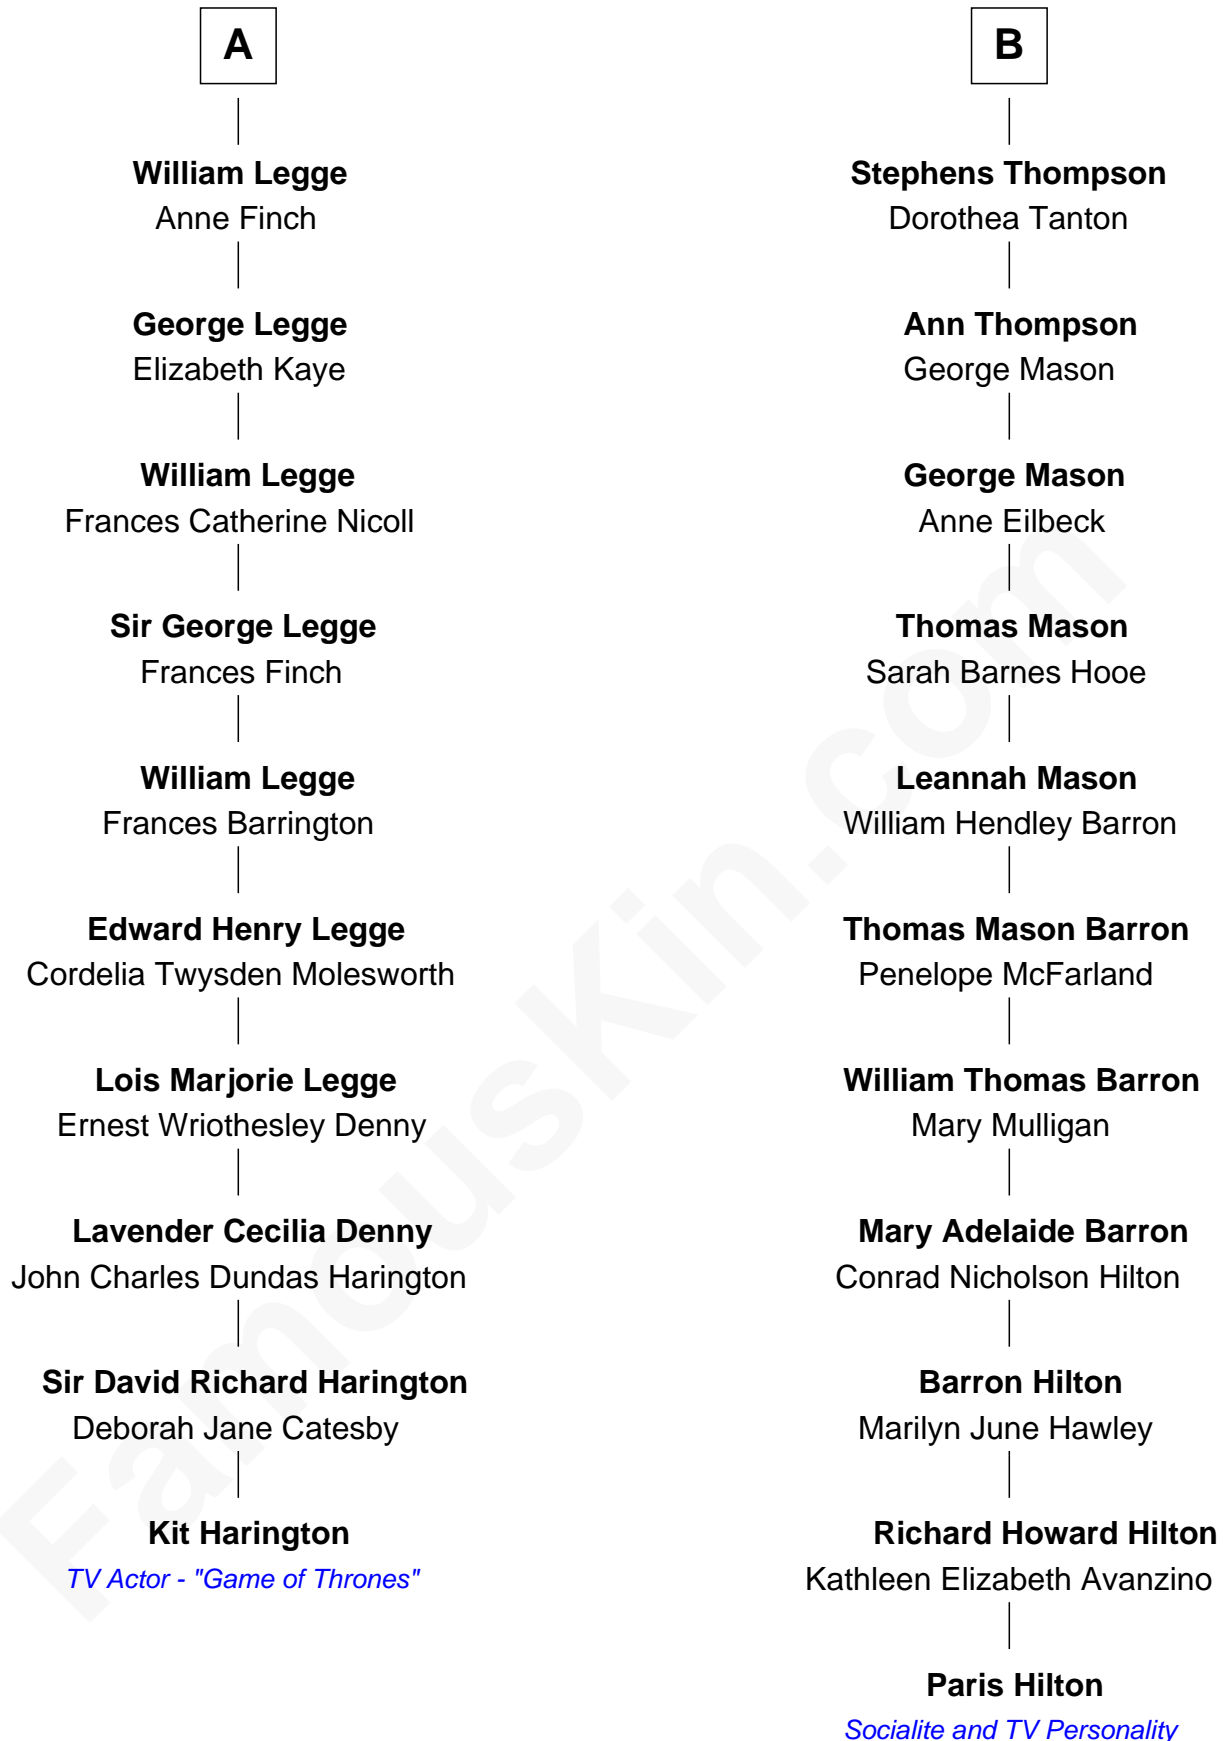 A
William Legge
Anne Finch
George Legge
Elizabeth Kaye
William Legge
Frances Catherine Nicoll
Sir George Legge
Frances Finch
William Legge
Frances Barrington
Edward Henry Legge
Cordelia Twysden Molesworth
Lois Marjorie Legge
Ernest Wriothesley Denny
Lavender Cecilia Denny
John Charles Dundas Harington
Sir David Richard Harington
Deborah Jane Catesby
Kit Harington
TV Actor - "Game of Thrones"
B
Stephens Thompson
Dorothea Tanton
Ann Thompson
George Mason
George Mason
Anne Eilbeck
Thomas Mason
Sarah Barnes Hooe
Leannah Mason
William Hendley Barron
Thomas Mason Barron
Penelope McFarland
William Thomas Barron
Mary Mulligan
Mary Adelaide Barron
Conrad Nicholson Hilton
Barron Hilton
Marilyn June Hawley
Richard Howard Hilton
Kathleen Elizabeth Avanzino
Paris Hilton
Socialite and TV Personality
FamousKin.com